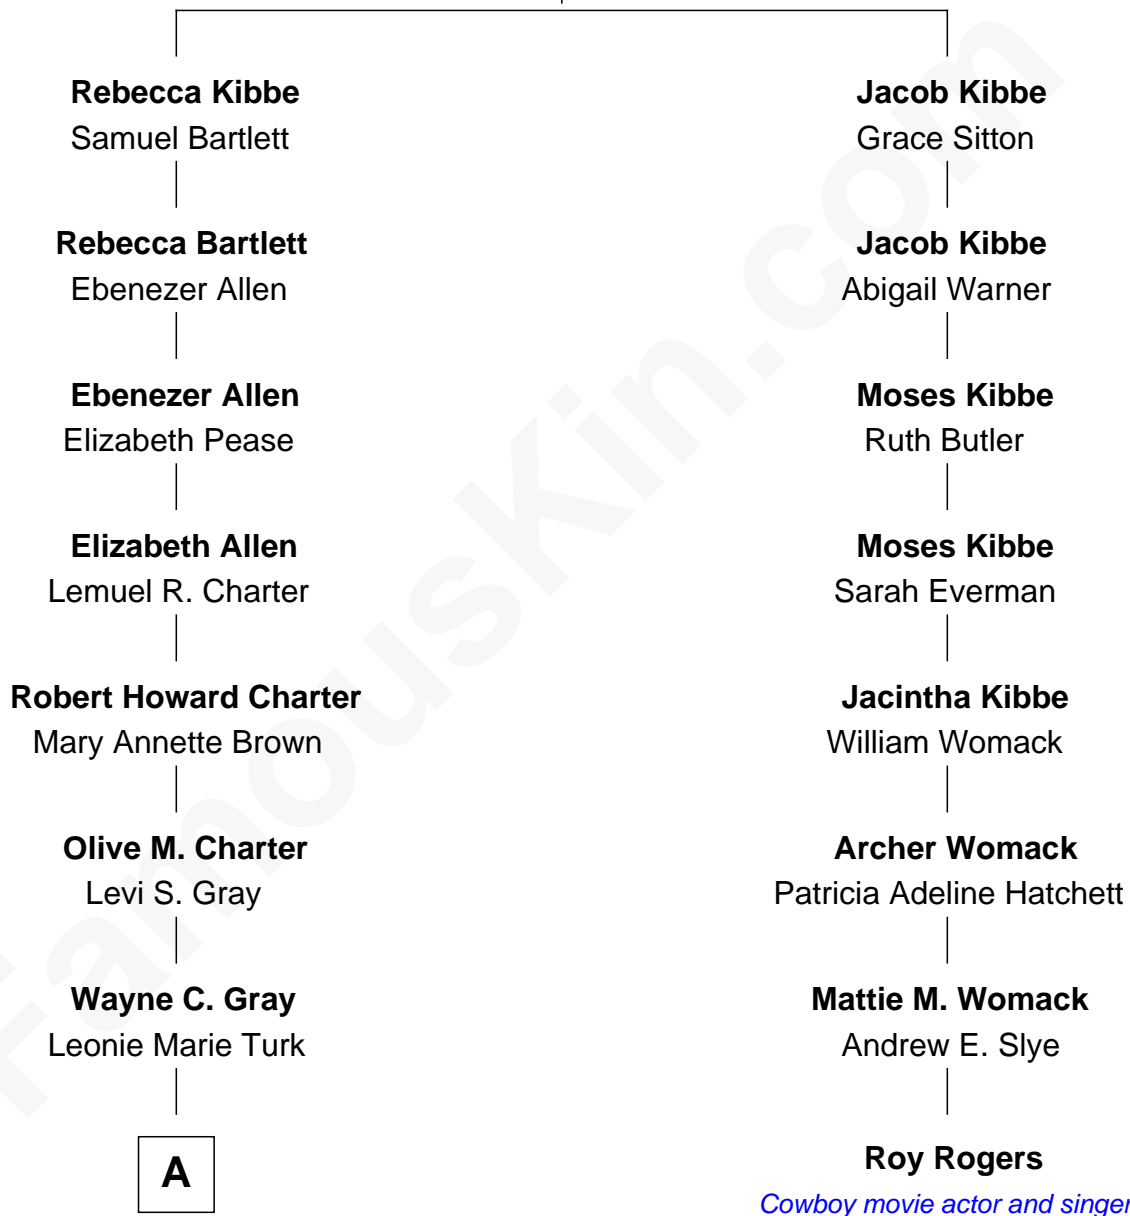 Rebecca Kibbe
Samuel Bartlett
Jacob Kibbe
Grace Sitton
Rebecca Bartlett
Ebenezer Allen
Jacob Kibbe
Abigail Warner
Ebenezer Allen
Elizabeth Pease
Moses Kibbe
Ruth Butler
Elizabeth Allen
Lemuel R. Charter
Moses Kibbe
Sarah Everman
Robert Howard Charter
Mary Annette Brown
Jacintha Kibbe
William Womack
Olive M. Charter
Levi S. Gray
Archer Womack
Patricia Adeline Hatchett
Wayne C. Gray
Leonie Marie Turk
Mattie M. Womack
Andrew E. Slye
A
Roy Rogers
Cowboy movie actor and singer
FamousKin.com